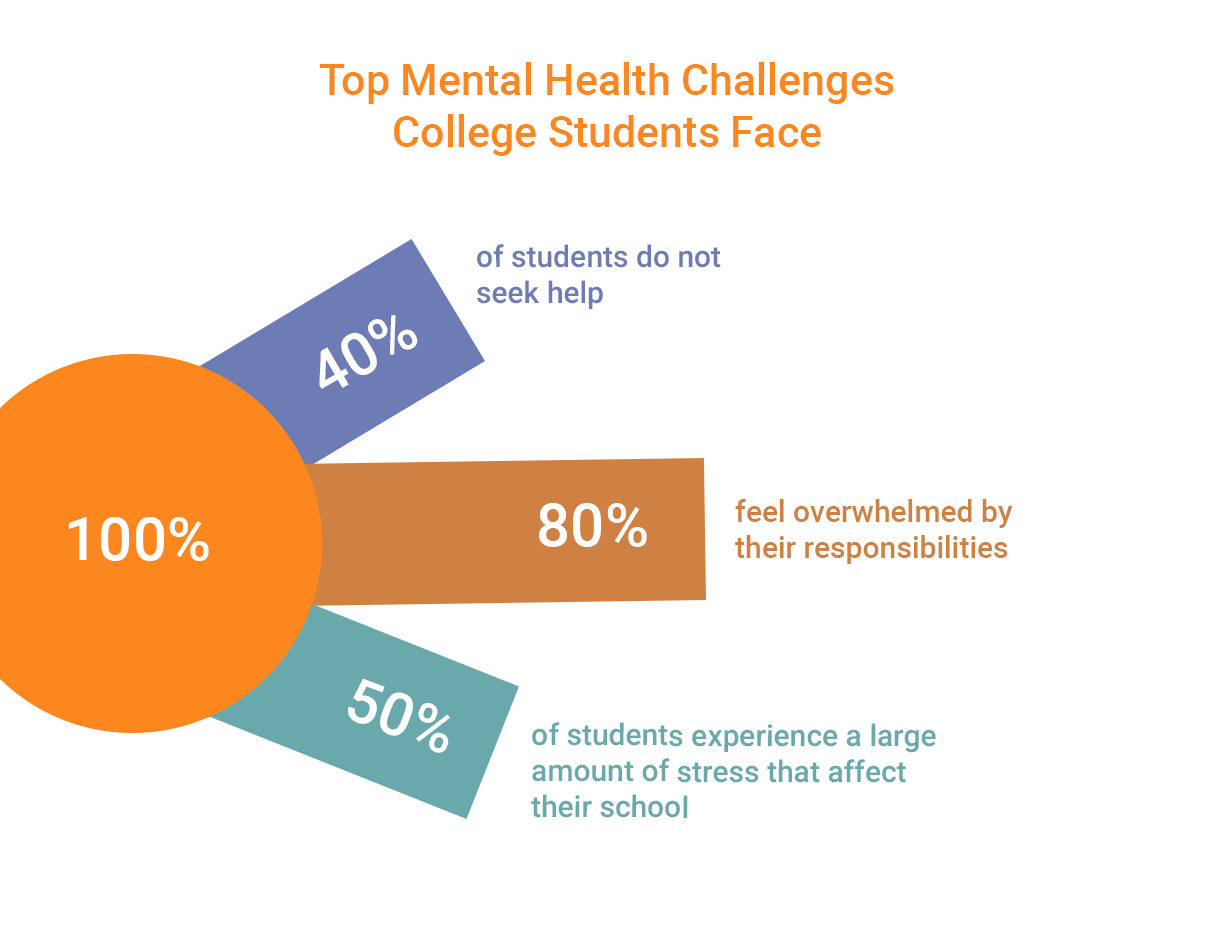 Top Mental Health Challenges
College Students Face
40%
of students do not
seek help
100%
80%
feel overwhelmed by
their responsibilities
50%
of students experience a large
amount of stress that affect
their school